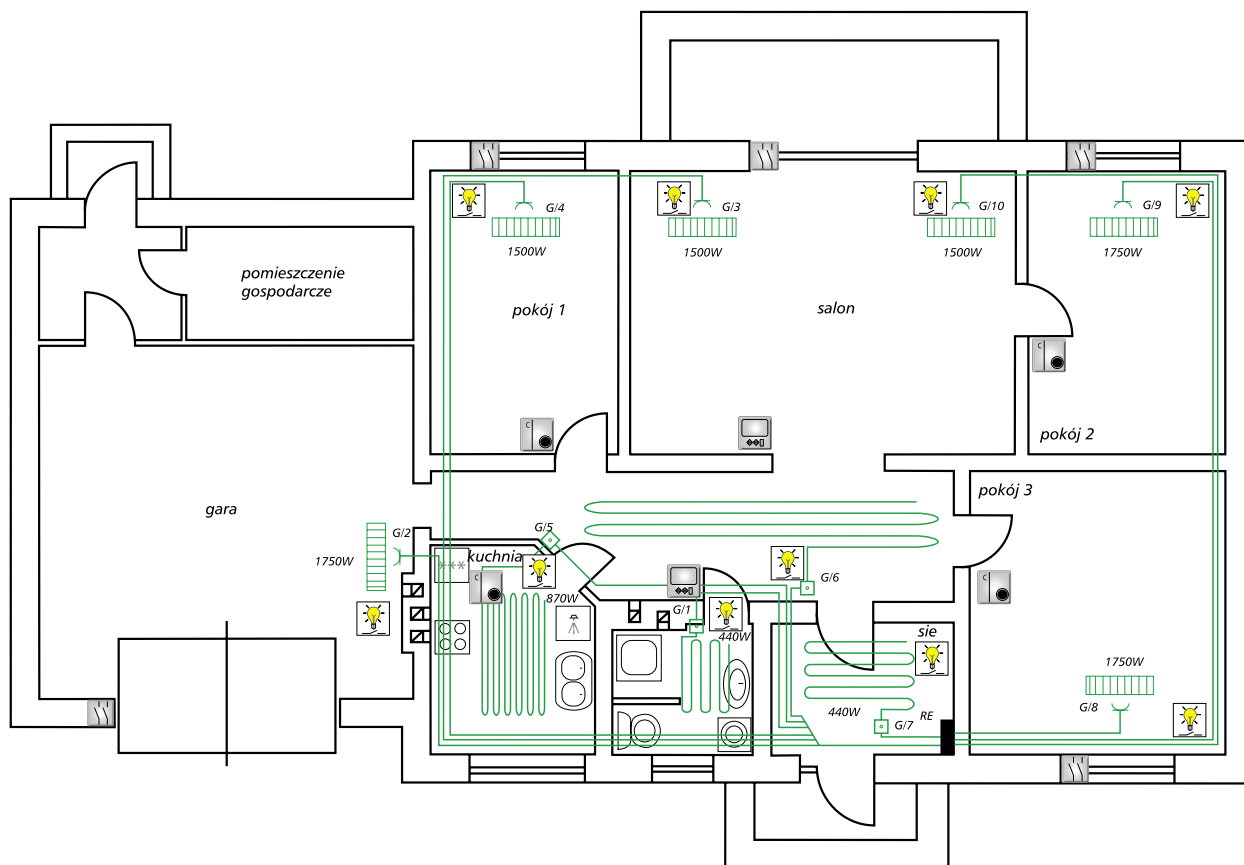 G/4
G/3
G/10
G/9
1500W
1500W
1500W
1750W
pomieszczenie
gospodarcze
pokój 1
salon
C
C
pokój 2
pokój 3
gara
G/2
G/5
1750W
kuchnia
***
C
C
G/6
870W
G/1
440W
sie
1750W
440W
RE
G/7
G/8